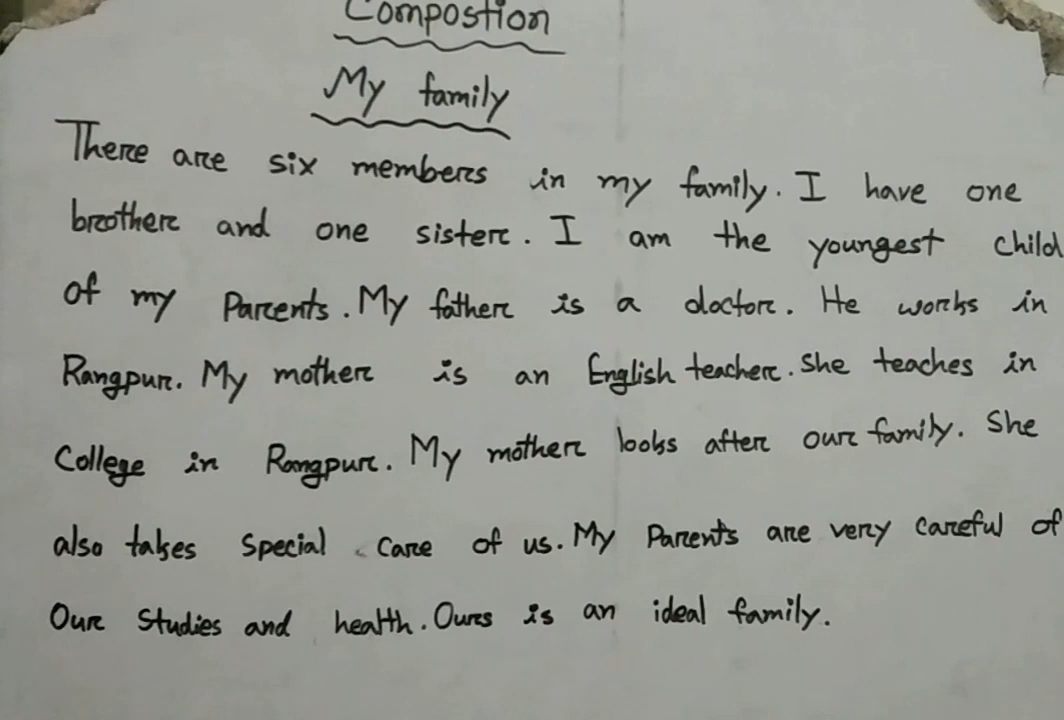 Compostion
My family
There are six members in my family. I have one
brother and one sister. I am the youngest child
of my Parents. My father is a doctor. He works in
Rangpur. My mother is an English teacher. She teaches in
College in Rangpur. My mother looks after our family. She
also takes special care of us. My Parents are very careful of
Our Studies and health. Ours is an ideal family.